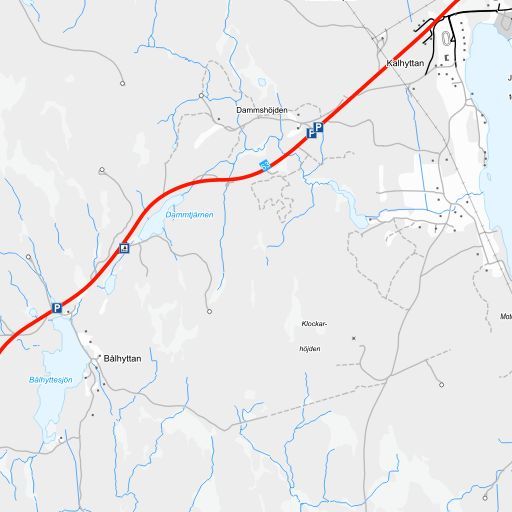 Kalhyttan
Dammshöjden
Dammtjärnen
Klockar-
höjden
Bålhyttan
Bålhyttesjön
P
P
P